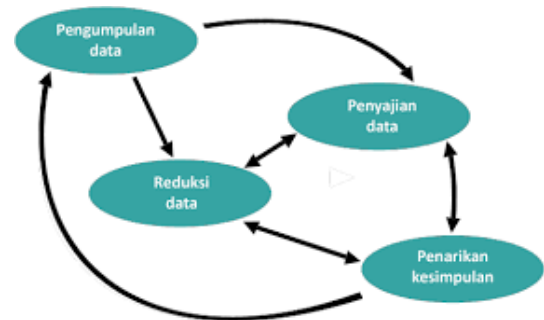 Pengumpulan
data
Penyajian
data
Reduksi
data
Penarikan
kesimpulan